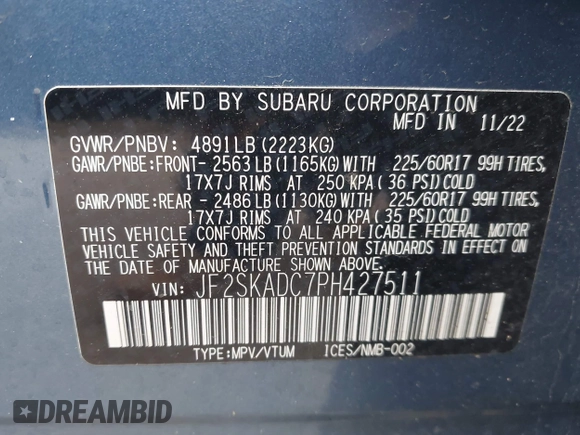 MFD BY SUBARU CORPORATION
MFD IN 11/22
GVWR/PNBV: 4891LB(2223KG)
GAWR/PNBE:FRONT- 2563LB(1165KG)WITH 225/60R17 99H TIRES,
17X7J RIMS AT 250 KPA(36 PSI)COLD
GAWR/PNBE:REAR - 2486LB(1130KG)WITH 225/60R17 99H TIRES,
17X7J RIMS AT 240 KPA(35 PSI)COLD
THIS VEHICLE CONFORMS TO ALL APPLICABLE FEDERAL MOTOR
VEHICLE SAFETY AND THEFT PREVENTION STANDARDS IN EFFECT ON
THE DATE OF MANUFACTURE SHOWN ABOVE.
VIN: JF2SKADC7PH427511
TYPE:MPV/VTUM ICES/NMB-002
DREAMBID